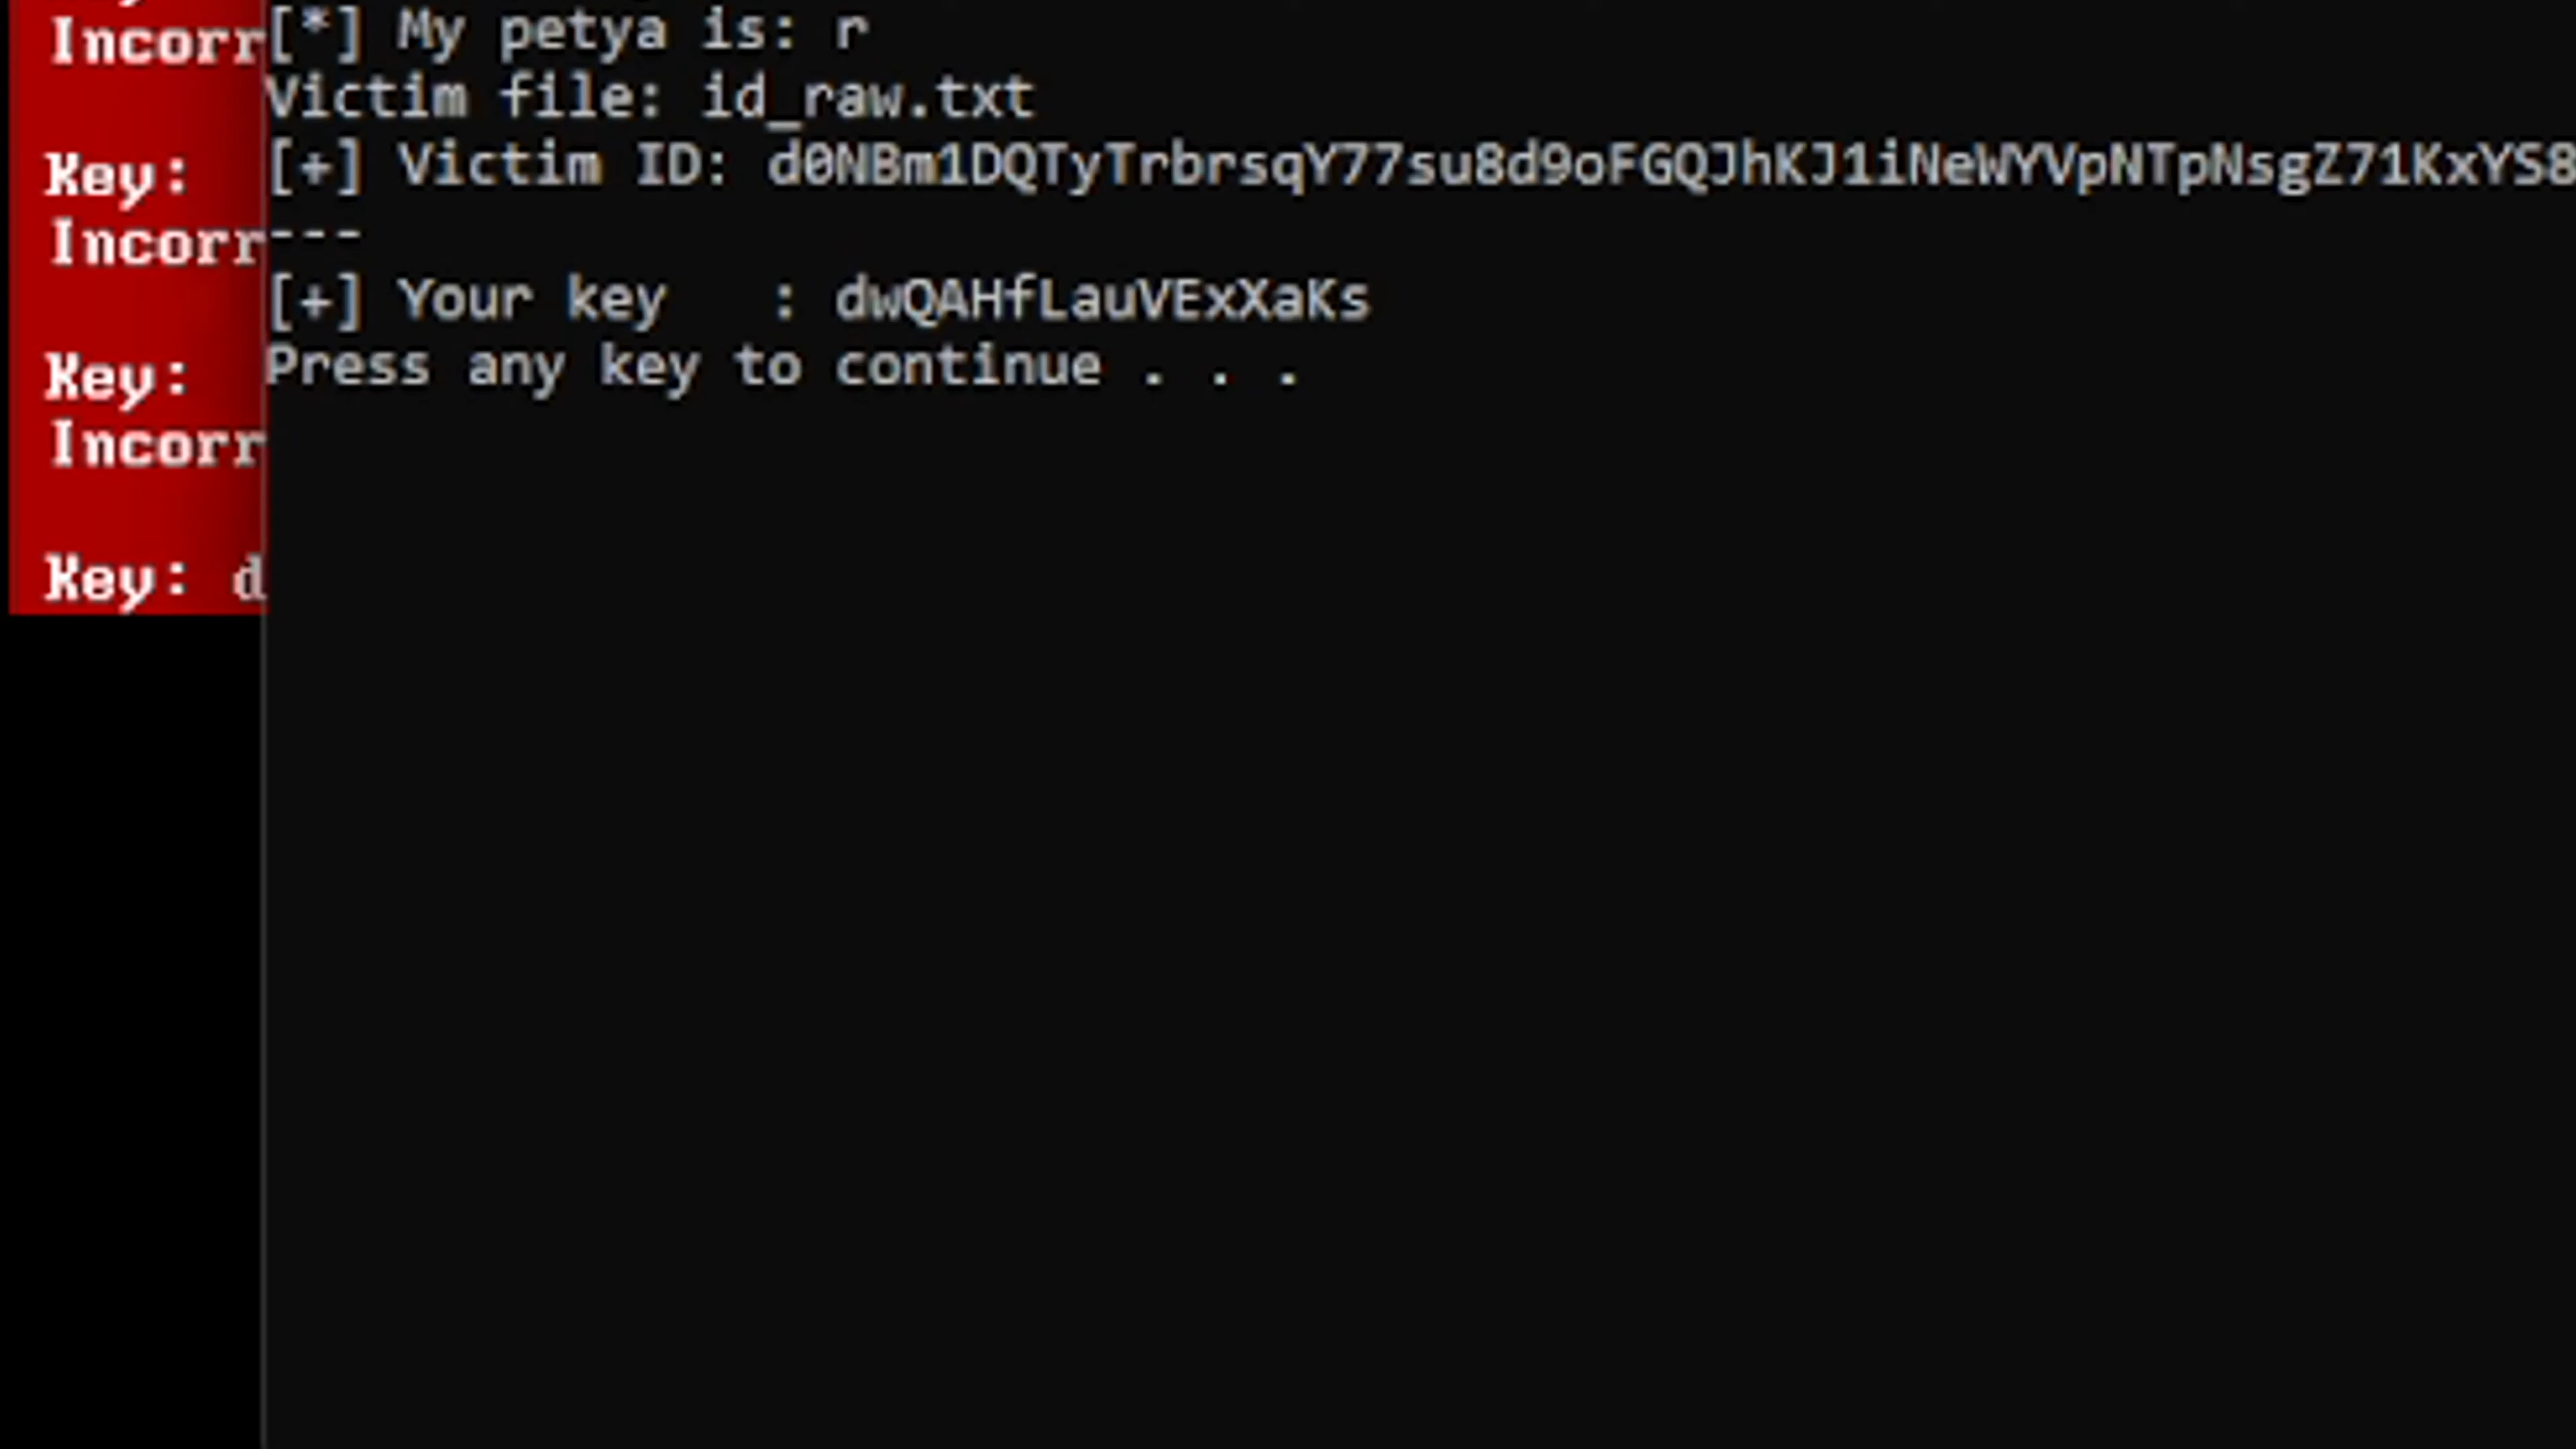 Incorr
Key:
Incorr
Key:
Incorr
Key: d
[*] My petya is: r
Victim file: id_raw.txt
[+] Victim ID: d0NBm1DQTyTrbrsqY77su8d9oFGQJhKJ1iNeWYVpNTpNsgZ71KxYS8
---
[+] Your key   : dwQAHfLauVExXaKs
Press any key to continue . . .